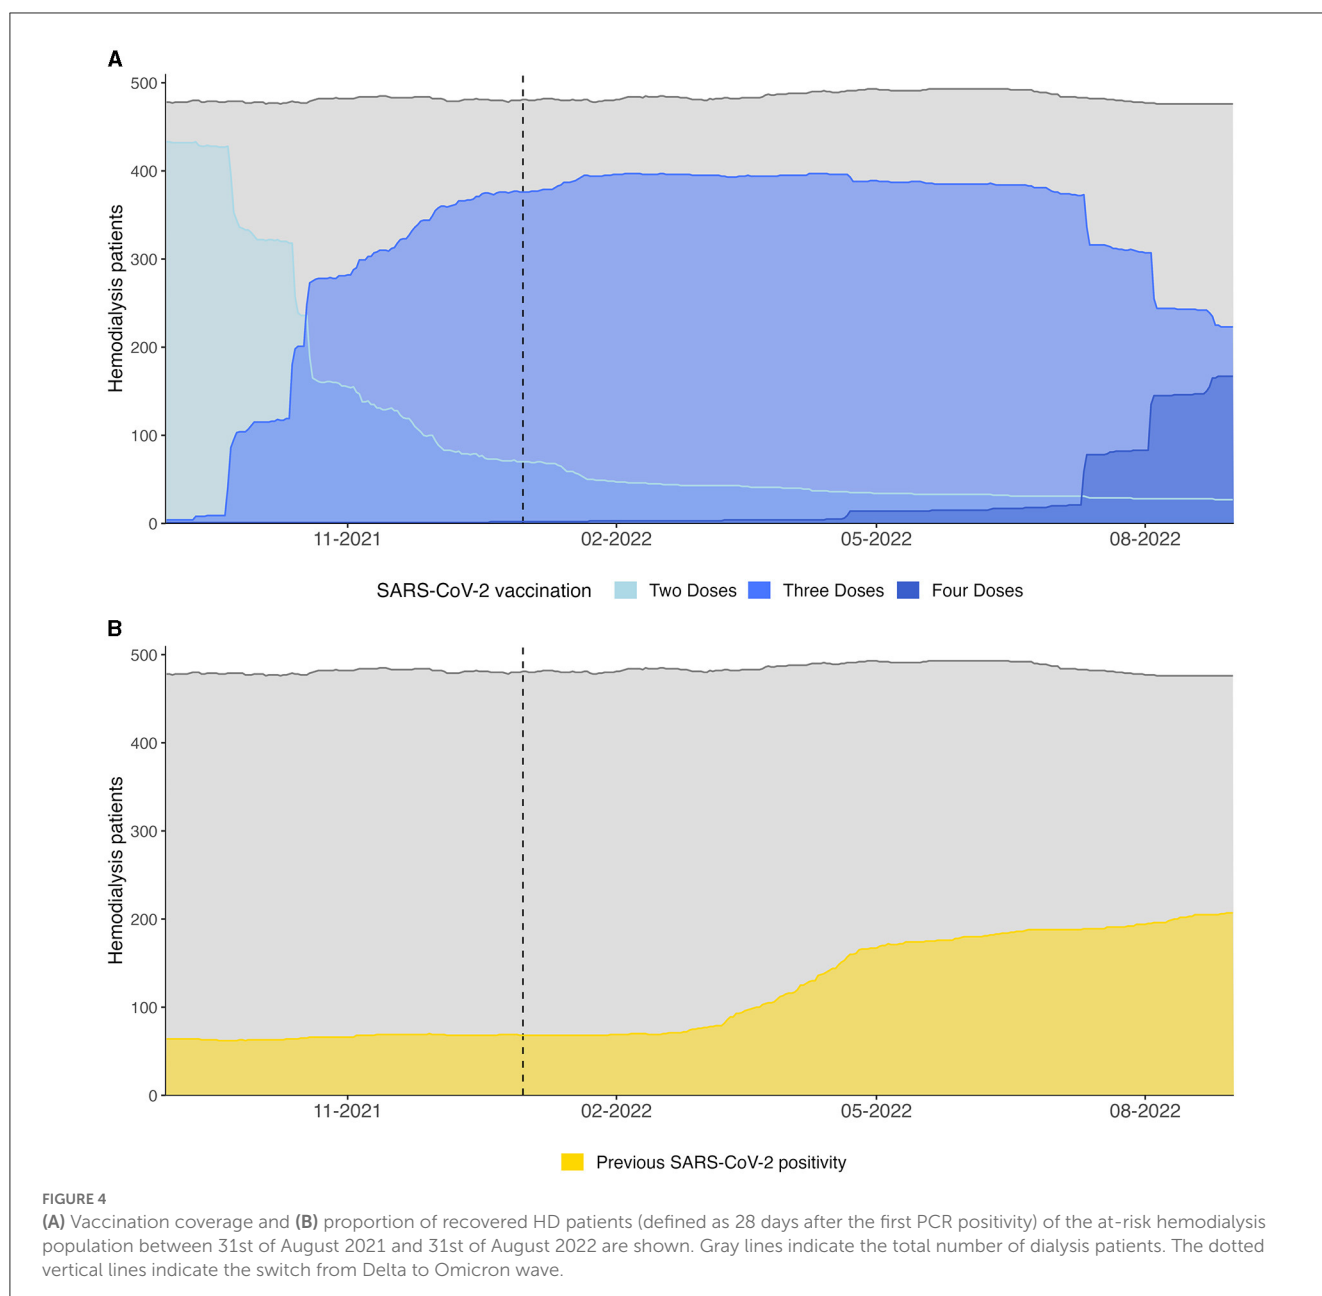 A
500
400
300
200
100
0
Hemodialysis patients
11-2021 02-2022 05-2022 08-2022
SARS-CoV-2 vaccination Two Doses Three Doses Four Doses
B
500
400
300
200
100
0
Hemodialysis patients
11-2021 02-2022 05-2022 08-2022
Previous SARS-CoV-2 positivity
FIGURE 4
(A) Vaccination coverage and (B) proportion of recovered HD patients (defined as 28 days after the first PCR positivity) of the at-risk hemodialysis
population between 31st of August 2021 and 31st of August 2022 are shown. Gray lines indicate the total number of dialysis patients. The dotted
vertical lines indicate the switch from Delta to Omicron wave.